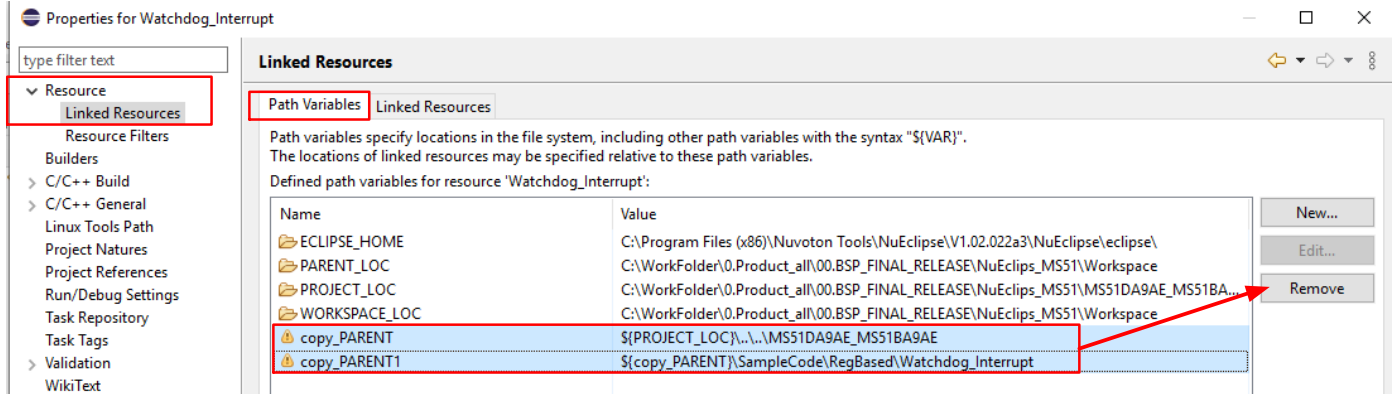 Properties for Watchdog_Interrupt
type filter text
Resource
Linked Resources
Resource Filters
Builders
C/C++ Build
C/C++ General
Linux Tools Path
Project Natures
Project References
Run/Debug Settings
Task Repository
Task Tags
Validation
WikiText
Linked Resources
Path Variables Linked Resources
Path variables specify locations in the file system, including other path variables with the syntax "${VAR}".
The locations of linked resources may be specified relative to these path variables.
Defined path variables for resource 'Watchdog_Interrupt':
Name Value
ECLIPSE_HOME C:\Program Files (x86)\Nuvoton Tools\NuEclipse\V1.02.022a3\NuEclipse\eclipse\
PARENT_LOC C:\WorkFolder\0.Product_all\00.BSP_FINAL_RELEASE\NuEclips_MS51\Workspace
PROJECT_LOC C:\WorkFolder\0.Product_all\00.BSP_FINAL_RELEASE\NuEclips_MS51\MS51DA9AE_MS51BA...
WORKSPACE_LOC C:\WorkFolder\0.Product_all\00.BSP_FINAL_RELEASE\NuEclips_MS51\Workspace
copy_PARENT ${PROJECT_LOC}\..\..\MS51DA9AE_MS51BA9AE
copy_PARENT1 ${copy_PARENT}\SampleCode\RegBased\Watchdog_Interrupt
New...
Edit...
Remove